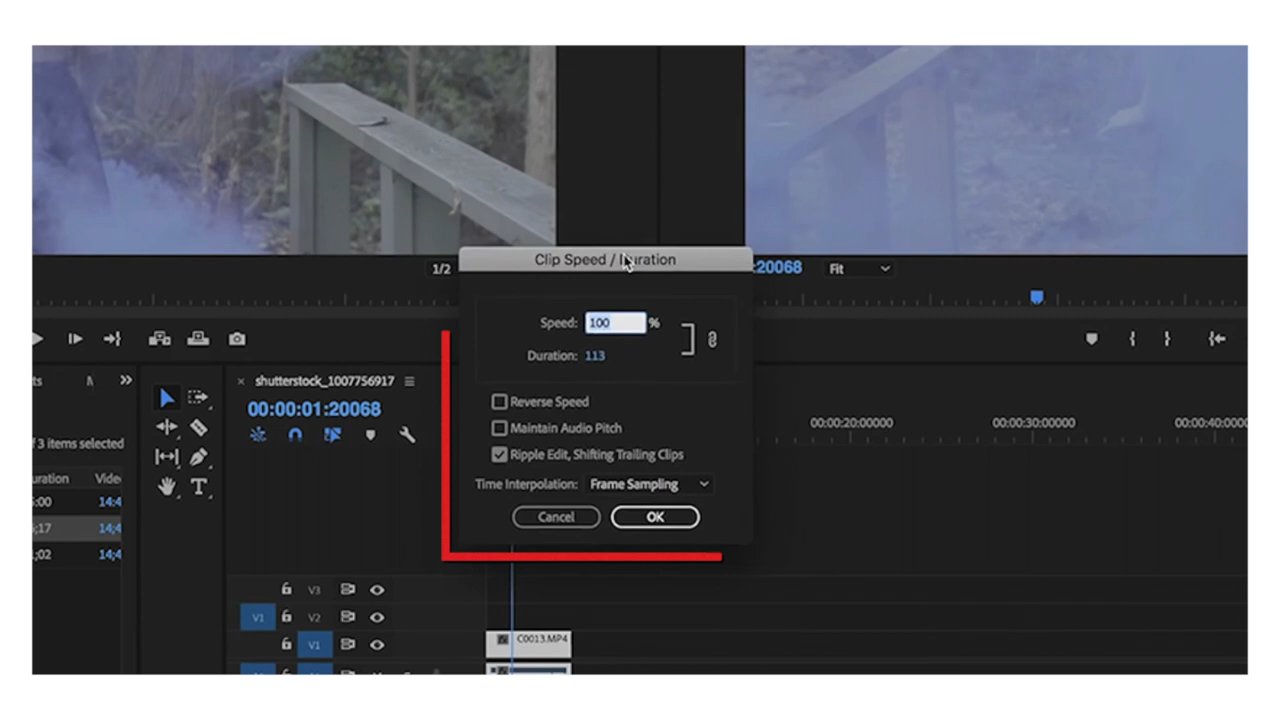 Clip Speed / Duration
1/2
:20068
Fit
Speed: 100 %
Duration: 113
shutterstock_1007756917
00:00:01:20068
00:00:20:00000
00:00:30:00000
00:00:40:0000
Reverse Speed
Maintain Audio Pitch
f 3 items selected
Ripple Edit, Shifting Trailing Clips
uration
Vide
Time Interpolation: Frame Sampling
:00 14:4
Cancel
OK
;17 14;4
;02 14;4
T
V3
V1 V2
V1
C0013.MP4